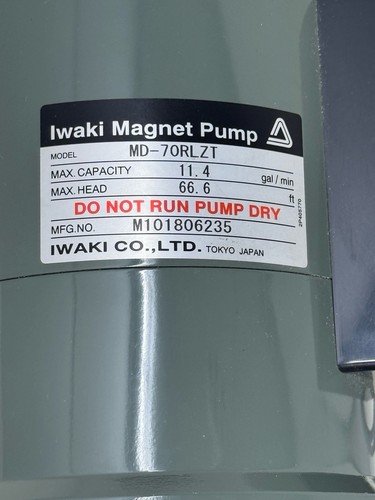 Iwaki Magnet Pump
MODEL MD-70RLZT
MAX. CAPACITY 11.4 gal/min
MAX. HEAD 66.6 ft
DO NOT RUN PUMP DRY
MFG.NO. M101806235
IWAKI CO.,LTD. TOKYO JAPAN
2P405770